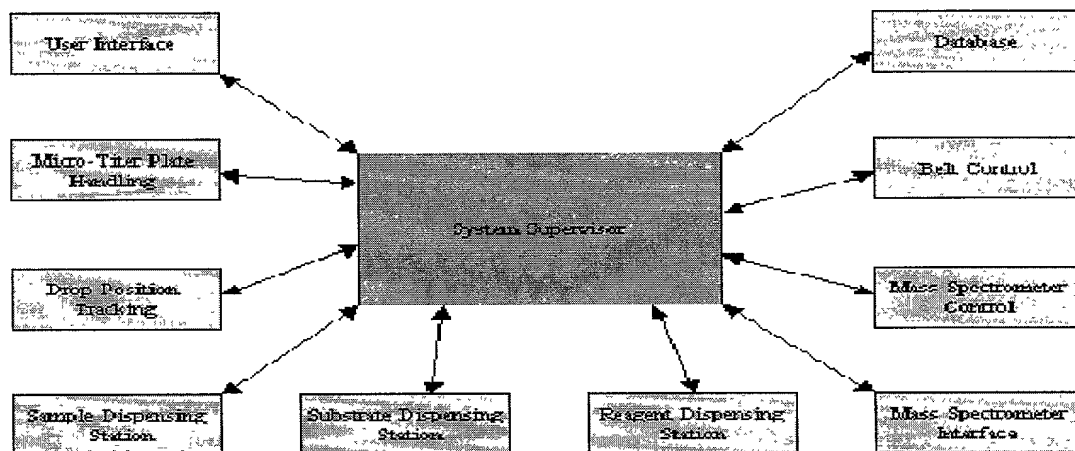 User Interface
Database
Micro-Titer Plate
Handling
Belt Control
System Supervisor
Drop Position
Tracking
Mass Spectrometer
Control
Sample Dispensing
Station
Substrate Dispensing
Station
Reagent Dispensing
Station
Mass Spectrometer
Interface